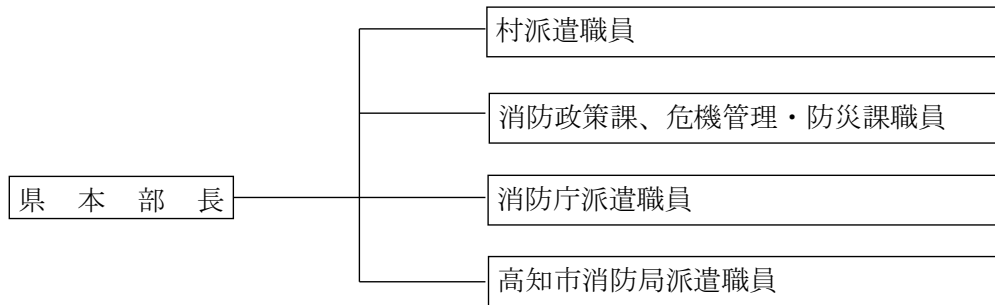 村派遣職員
消防政策課、危機管理・防災課職員
県　本　部　長
消防庁派遣職員
高知市消防局派遣職員